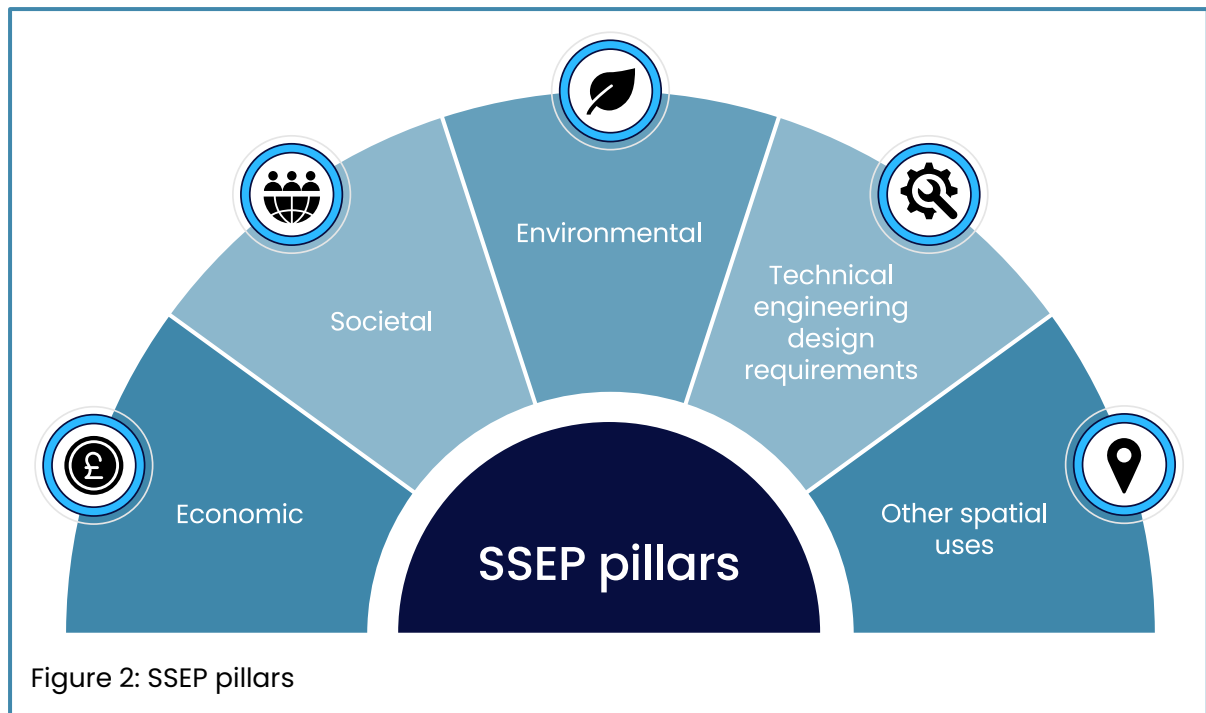 Environmental
Technical
engineering
design
requirements
Societal
£
Economic
Other spatial
uses
SSEP pillars
Figure 2: SSEP pillars